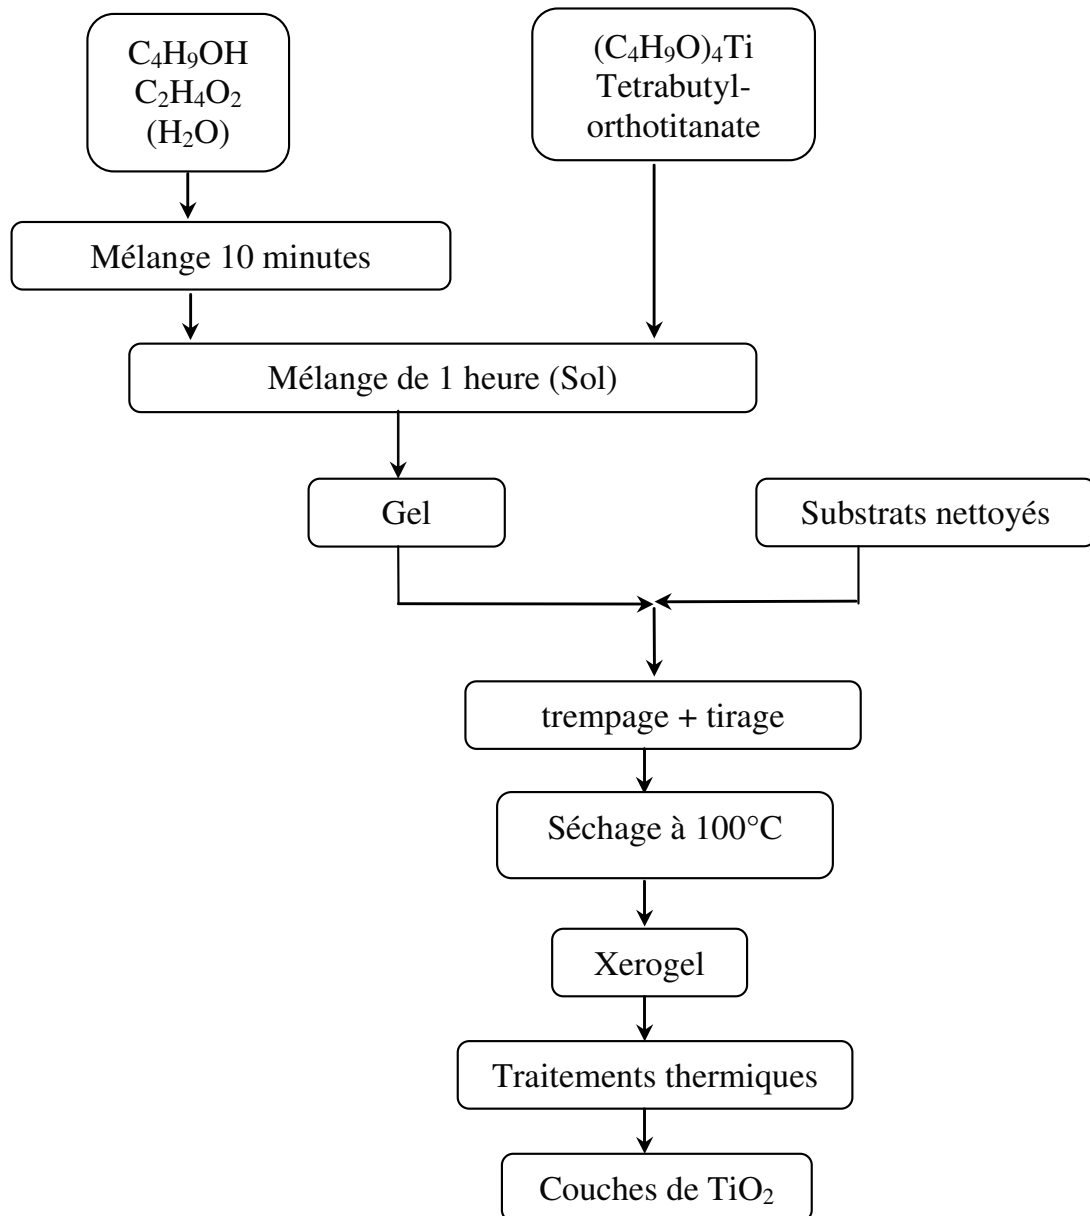 C₄H₉OH
C₂H₄O₂
(H₂O)
(C₄H₉O)₄Ti
Tetrabutyl-
orthotitanate
Mélange 10 minutes
Mélange de 1 heure (Sol)
Gel
Substrats nettoyés
trempage + tirage
Séchage à 100°C
Xerogel
Traitements thermiques
Couches de TiO₂